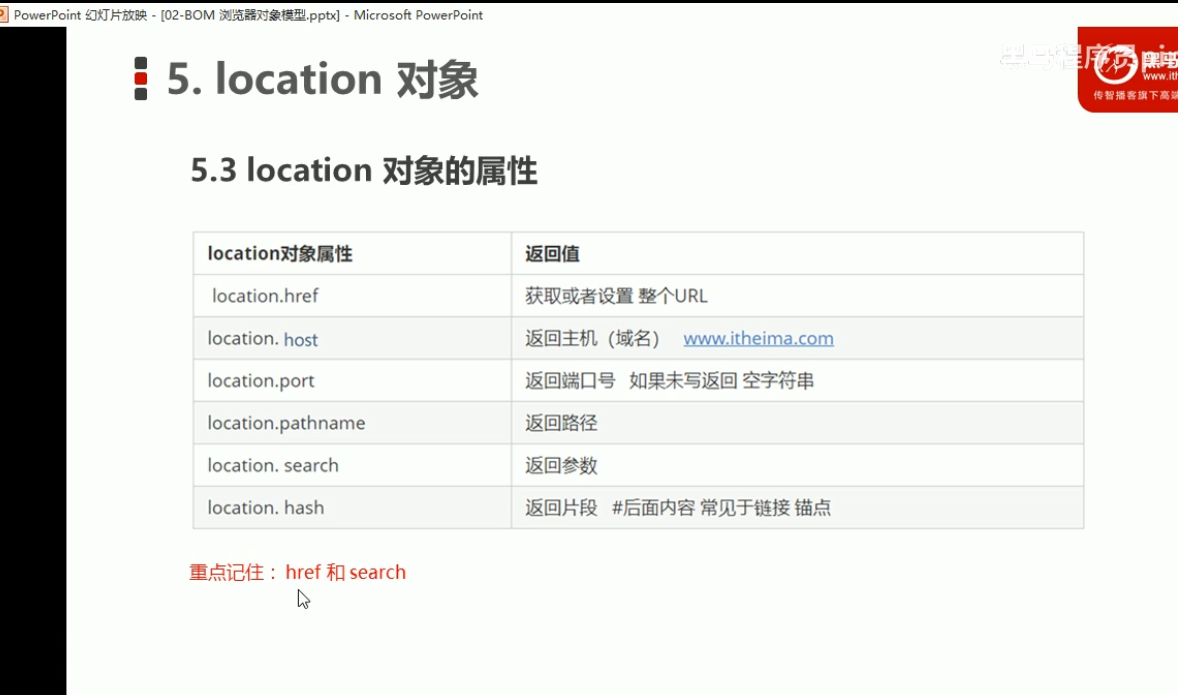 PowerPoint 幻灯片放映 - [02-BOM 浏览器对象模型.pptx] - Microsoft PowerPoint
5. location 对象
黑马程序员
www.ith
传智播客旗下高端
5.3 location 对象的属性
location对象属性 返回值
location.href 获取或者设置 整个URL
location. host 返回主机（域名） www.itheima.com
location.port 返回端口号 如果未写返回 空字符串
location.pathname 返回路径
location. search 返回参数
location. hash 返回片段 #后面内容 常见于链接 锚点
重点记住： href 和 search